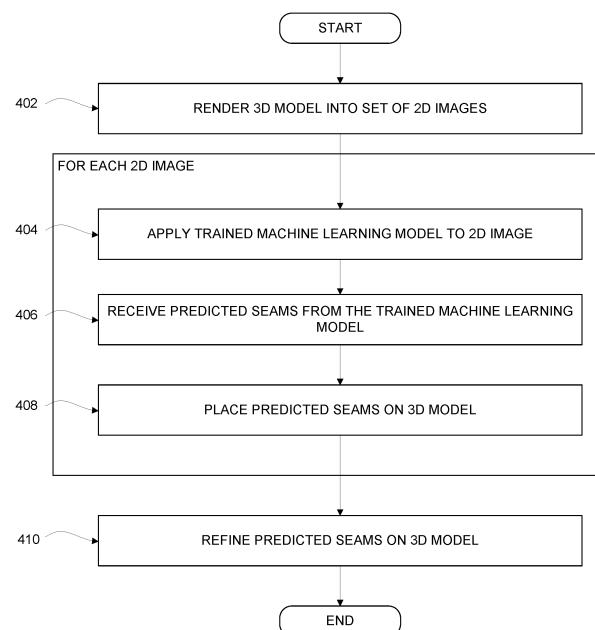 START
402
RENDER 3D MODEL INTO SET OF 2D IMAGES
FOR EACH 2D IMAGE
404
APPLY TRAINED MACHINE LEARNING MODEL TO 2D IMAGE
406
RECEIVE PREDICTED SEAMS FROM THE TRAINED MACHINE LEARNING
MODEL
408
PLACE PREDICTED SEAMS ON 3D MODEL
410
REFINE PREDICTED SEAMS ON 3D MODEL
END